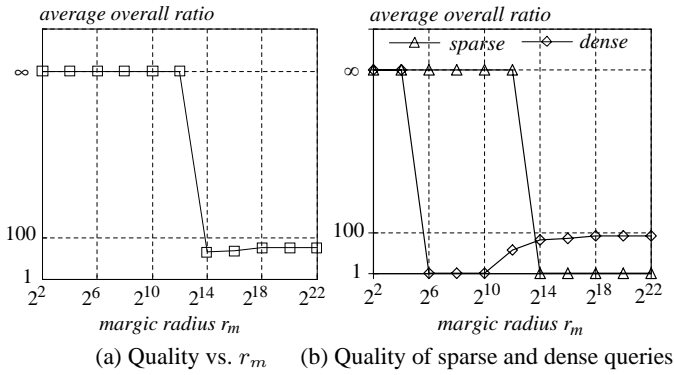 average overall ratio
∞
100
1
2^2 2^6 2^10 2^14 2^18 2^22
margic radius r_m
(a) Quality vs. r_m
average overall ratio
sparse dense
∞
100
1
2^2 2^6 2^10 2^14 2^18 2^22
margic radius r_m
(b) Quality of sparse and dense queries